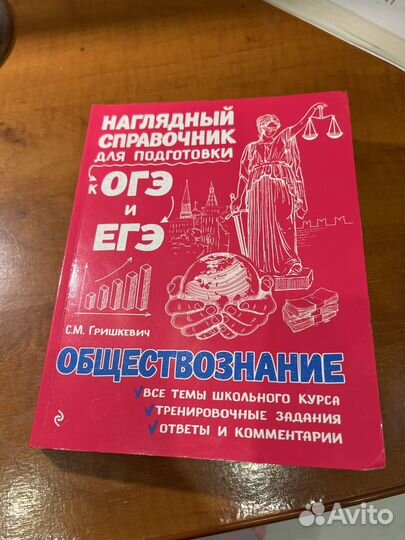 НАГЛЯДНЫЙ
СПРАВОЧНИК
ДЛЯ ПОДГОТОВКИ
К ОГЭ
И
ЕГЭ
С.М. Гришкевич
ОБЩЕСТВОЗНАНИЕ
ВСЕ ТЕМЫ ШКОЛЬНОГО КУРСА
ТРЕНИРОВОЧНЫЕ ЗАДАНИЯ
ОТВЕТЫ И КОММЕНТАРИИ
Avito